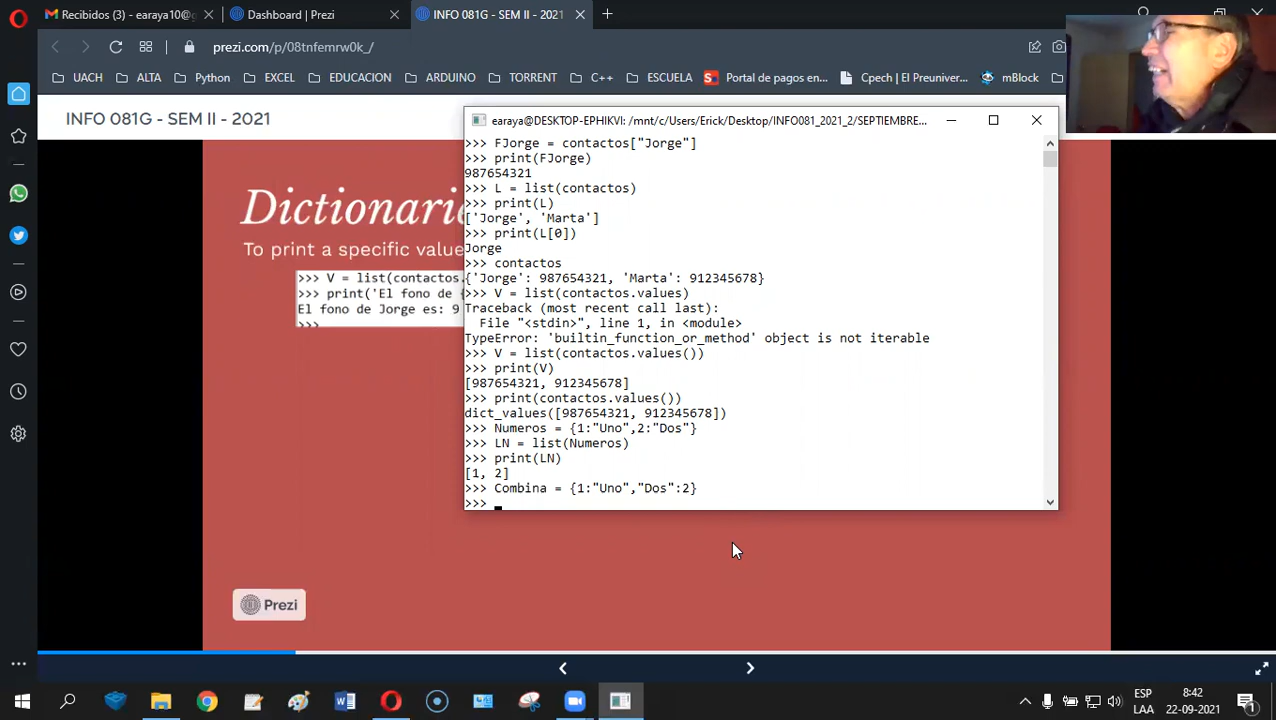 Recibidos (3) - earaya10@g
Dashboard | Prezi
INFO 081G - SEM II - 2021
prezi.com/p/08tnfemrw0k_/
UACH
ALTA
Python
EXCEL
EDUCACION
ARDUINO
TORRENT
C++
ESCUELA
Portal de pagos en...
Cpech | El Preuniver...
mBlock
INFO 081G - SEM II - 2021
earaya@DESKTOP-EPHIKVI: /mnt/c/Users/Erick/Desktop/INFO081_2021_2/SEPTIEMBRE...
>>> FJorge = contactos["Jorge"]
>>> print(FJorge)
987654321
>>> L = list(contactos)
>>> print(L)
['Jorge', 'Marta']
>>> print(L[0])
Jorge
>>> contactos
{'Jorge': 987654321, 'Marta': 912345678}
>>> V = list(contactos.values)
Traceback (most recent call last):
File "<stdin>", line 1, in <module>
TypeError: 'builtin_function_or_method' object is not iterable
>>> V = list(contactos.values())
>>> print(V)
[987654321, 912345678]
>>> print(contactos.values())
dict_values([987654321, 912345678])
>>> Numeros = {1:"Uno",2:"Dos"}
>>> LN = list(Numeros)
>>> print(LN)
[1, 2]
>>> Combina = {1:"Uno","Dos":2}
>>>
Dictionari
To print a specific value
>>> V = list(contactos.
>>> print('El fono de
El fono de Jorge es: 9
>>>
Prezi
ESP
LAA
8:42
22-09-2021
1